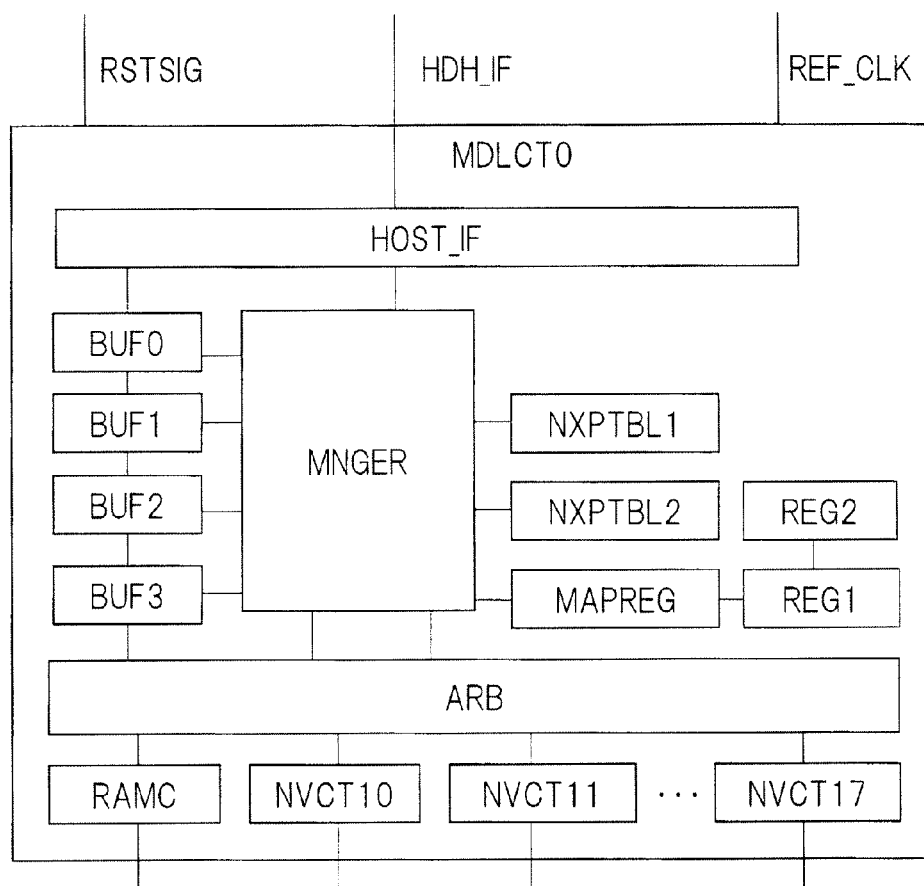 RSTSIG
HDH_IF
REF_CLK
MDLCT0
HOST_IF
BUF0
BUF1
MNGER
NXPTBL1
BUF2
NXPTBL2
REG2
BUF3
MAPREG
REG1
ARB
RAMC
NVCT10
NVCT11
...
NVCT17